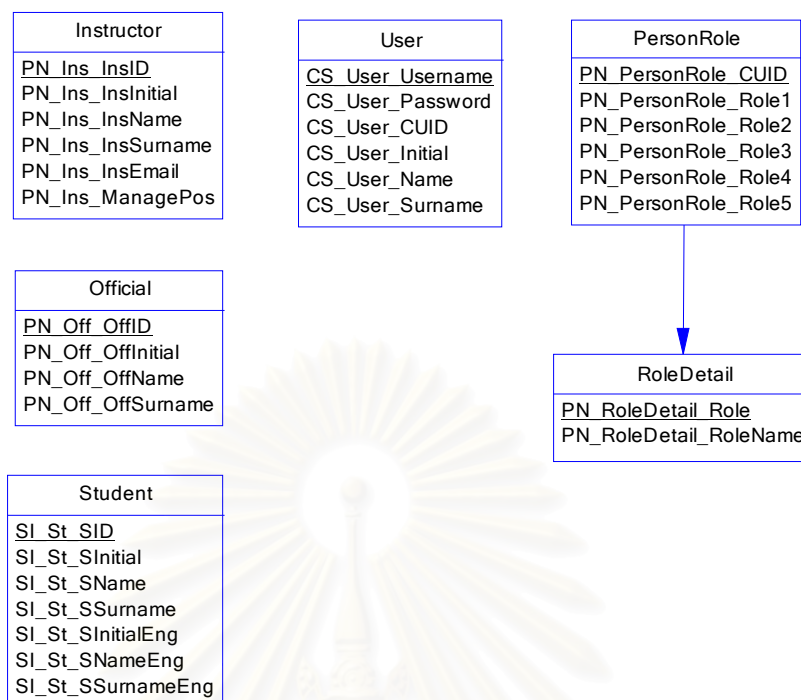 Instructor
PN_Ins_InsID
PN_Ins_InsInitial
PN_Ins_InsName
PN_Ins_InsSurname
PN_Ins_InsEmail
PN_Ins_ManagePos
User
CS_User_Username
CS_User_Password
CS_User_CUID
CS_User_Initial
CS_User_Name
CS_User_Surname
PersonRole
PN_PersonRole_CUID
PN_PersonRole_Role1
PN_PersonRole_Role2
PN_PersonRole_Role3
PN_PersonRole_Role4
PN_PersonRole_Role5
Official
PN_Off_OffID
PN_Off_OffInitial
PN_Off_OffName
PN_Off_OffSurname
RoleDetail
PN_RoleDetail_Role
PN_RoleDetail_RoleName
Student
SI_St_SID
SI_St_SInitial
SI_St_SName
SI_St_SSurname
SI_St_SInitialEng
SI_St_SNameEng
SI_St_SSurnameEng